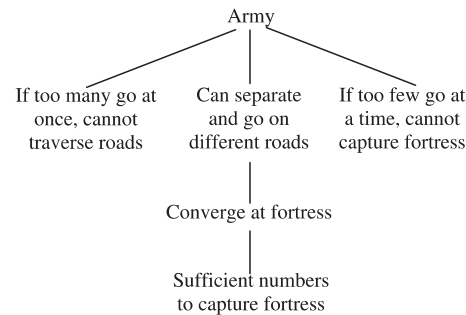 Army
If too many go at
once, cannot
traverse roads
Can separate
and go on
different roads
If too few go at
a time, cannot
capture fortress
Converge at fortress
Sufficient numbers
to capture fortress